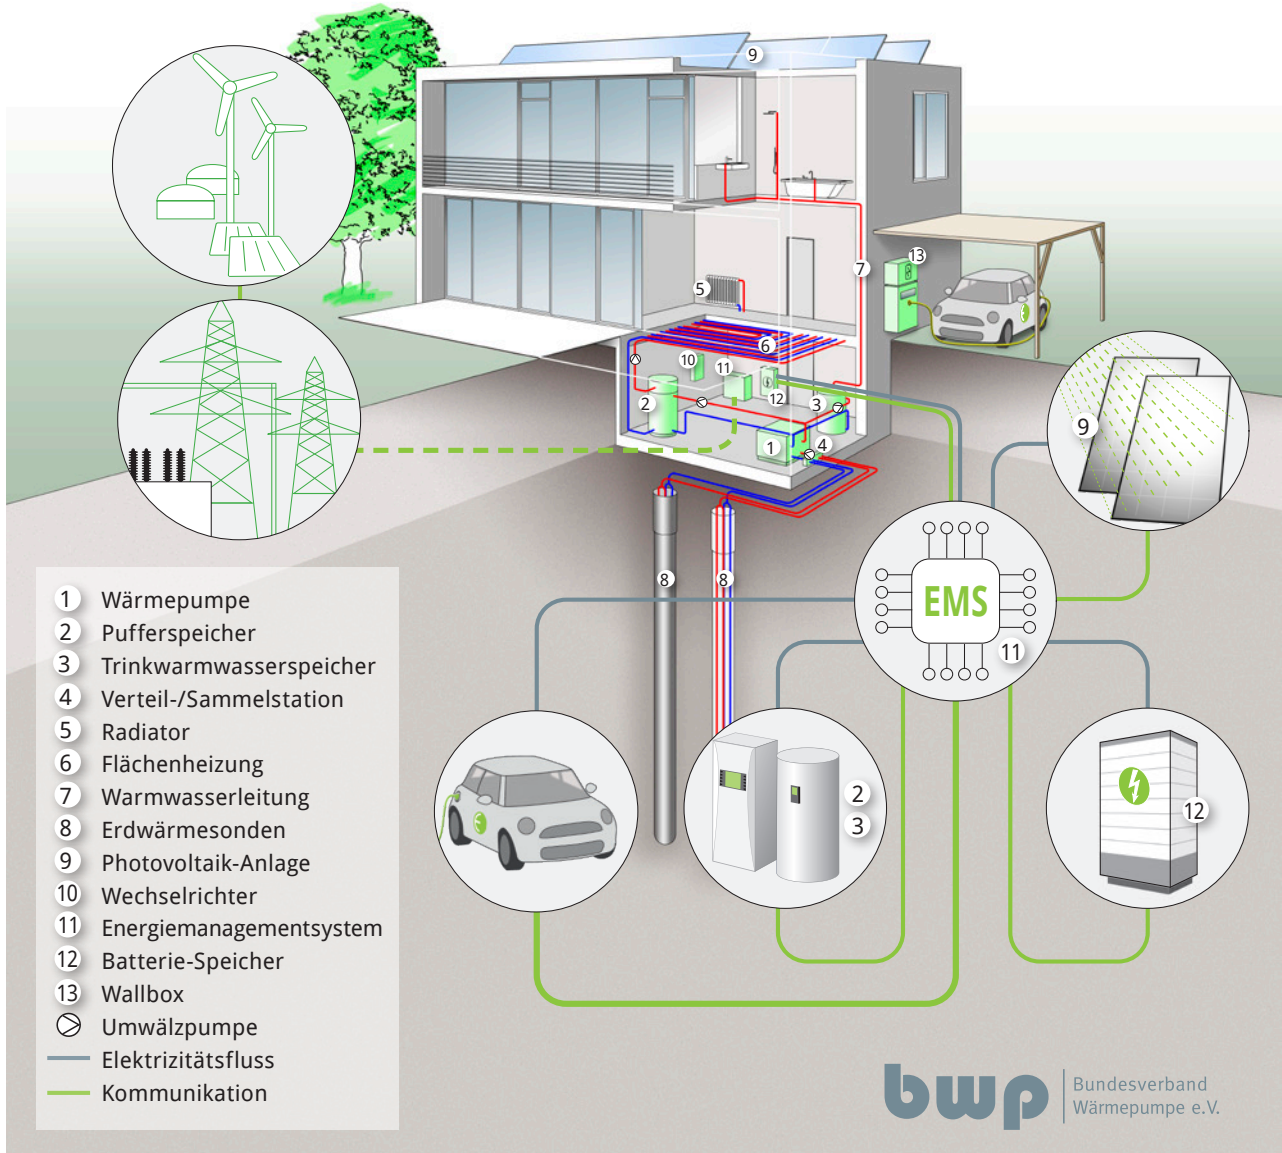 9
13
7
5
6
10
11
12
2
3
1
4
9
8
8
EMS
11
2
3
12
1 Wärmepumpe
2 Pufferspeicher
3 Trinkwarmwasserspeicher
4 Verteil-/Sammelstation
5 Radiator
6 Flächenheizung
7 Warmwasserleitung
8 Erdwärmesonden
9 Photovoltaik-Anlage
10 Wechselrichter
11 Energiemanagementsystem
12 Batterie-Speicher
13 Wallbox
Umwälzpumpe
Elektrizitätsfluss
Kommunikation
bwp
Bundesverband
Wärmepumpe e.V.